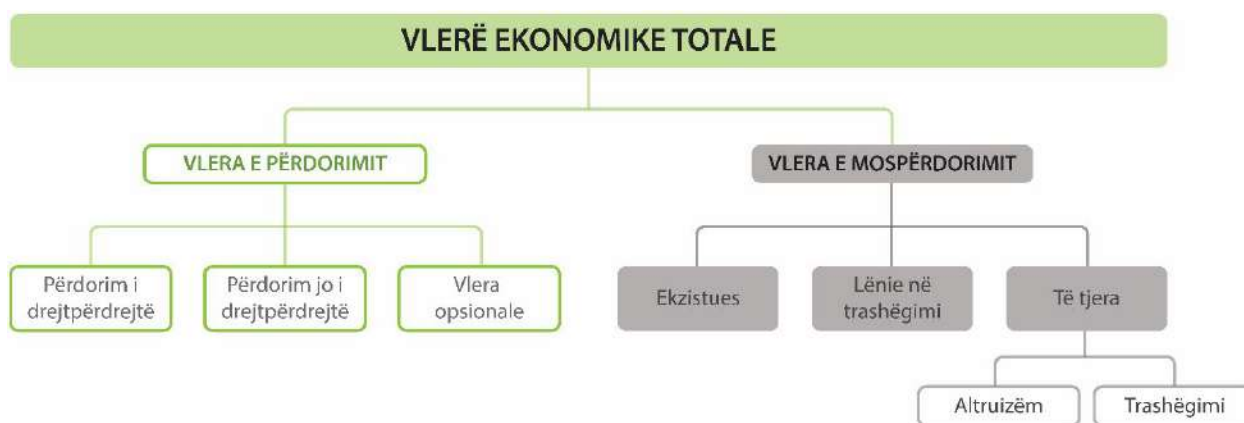 VLERË EKONOMIKE TOTALE
VLERA E PËRDORIMIT
VLERA E MOSPËRDORIMIT
Përdorim i
drejtpërdrejtë
Përdorim jo i
drejtpërdrejtë
Vlera
opsionale
Ekzistues
Lënie në
trashëgimi
Të tjera
Altruizëm
Trashëgimi